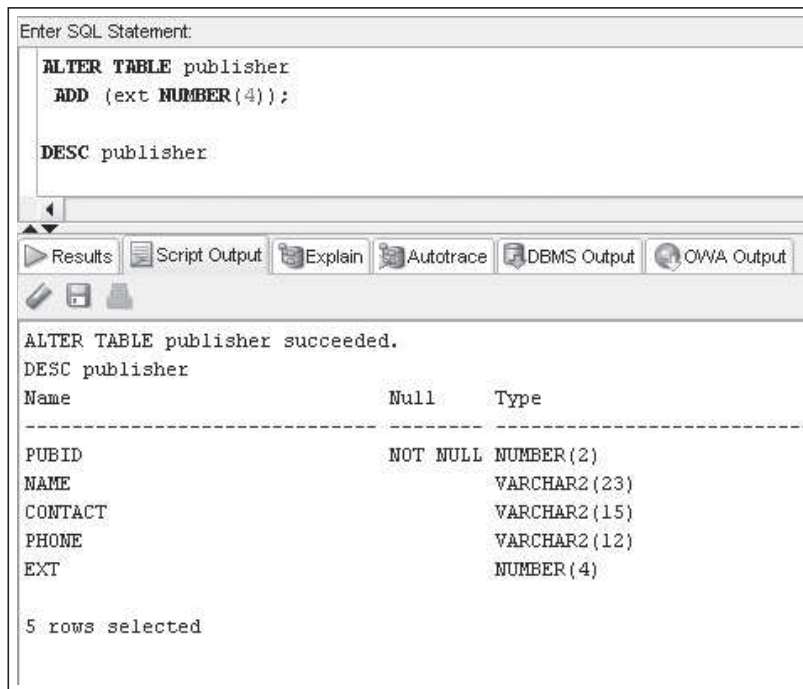 Enter SQL Statement:
ALTER TABLE publisher
ADD (ext NUMBER(4));
DESC publisher
Results Script Output Explain Autotrace DBMS Output OWA Output
ALTER TABLE publisher succeeded.
DESC publisher
Name Null Type
------------------------------ -------- --------------------------
PUBID NOT NULL NUMBER(2)
NAME VARCHAR2(23)
CONTACT VARCHAR2(15)
PHONE VARCHAR2(12)
EXT NUMBER(4)
5 rows selected